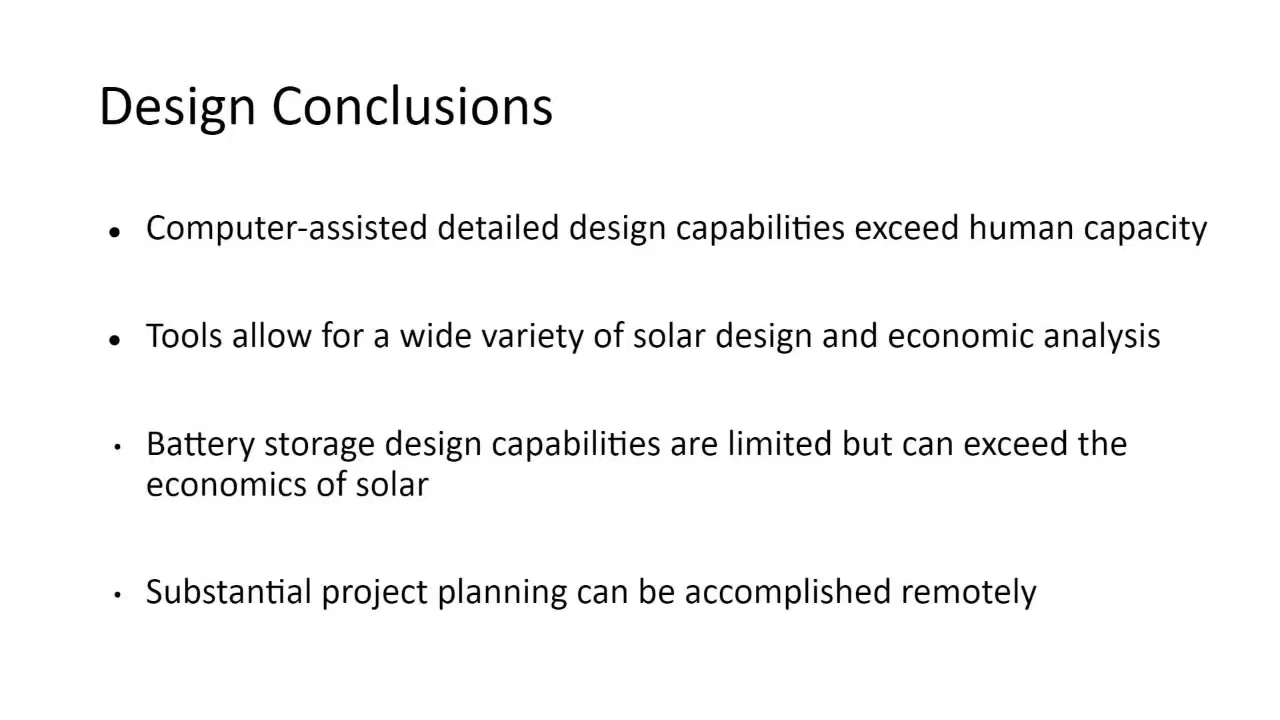 Design Conclusions
• Computer-assisted detailed design capabilities exceed human capacity
• Tools allow for a wide variety of solar design and economic analysis
• Battery storage design capabilities are limited but can exceed the
economics of solar
• Substantial project planning can be accomplished remotely